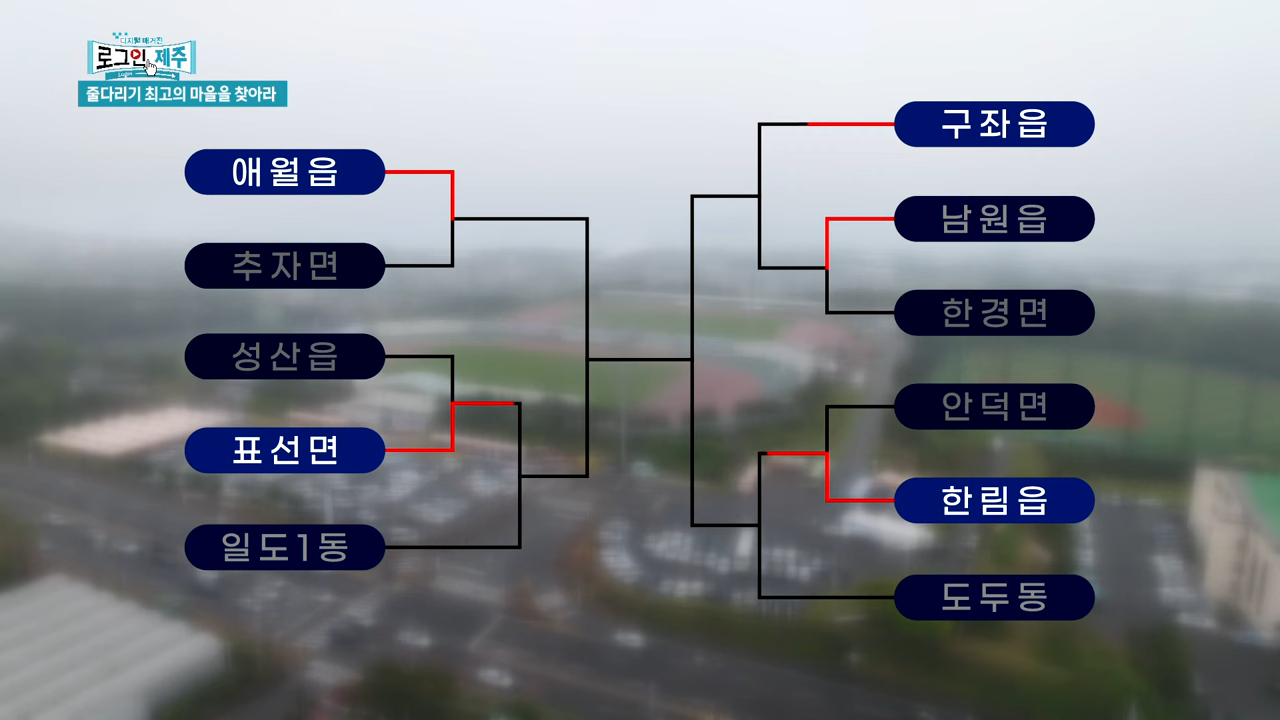 디지털 매거진
로그인 제주
Login
줄다리기 최고의 마을을 찾아라
애월읍
추자면
성산읍
표선면
일도1동
구좌읍
남원읍
한경면
안덕면
한림읍
도두동